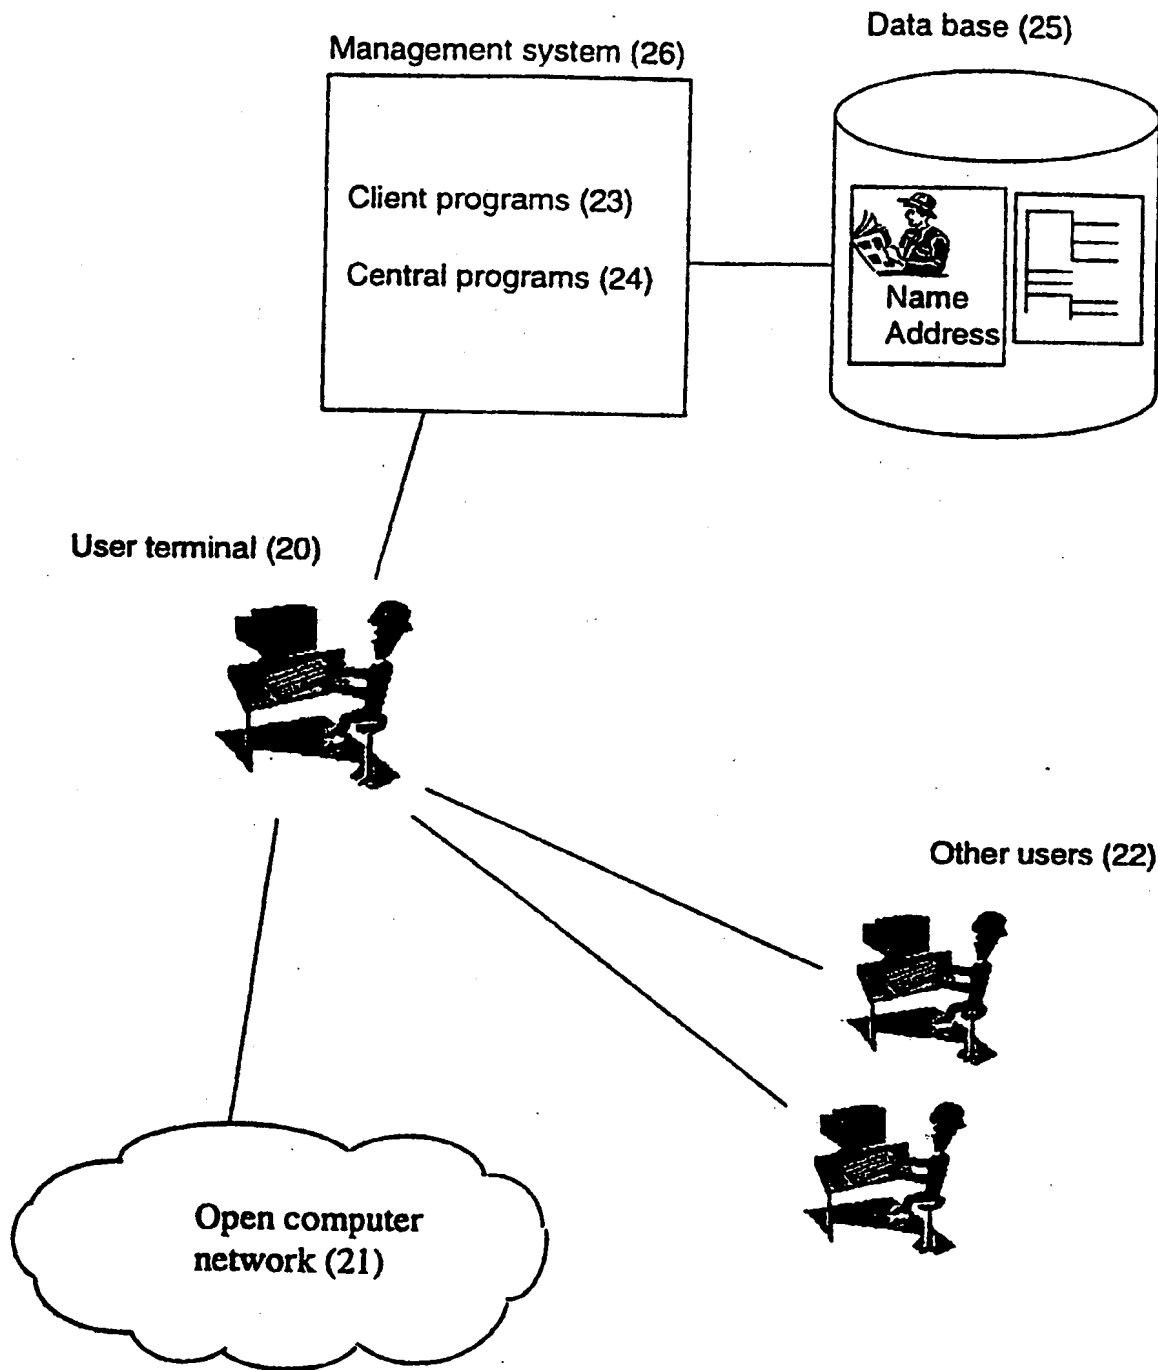 Data base (25)
Management system (26)
Client programs (23)
Central programs (24)
Name
Address
User terminal (20)
Other users (22)
Open computer
network (21)